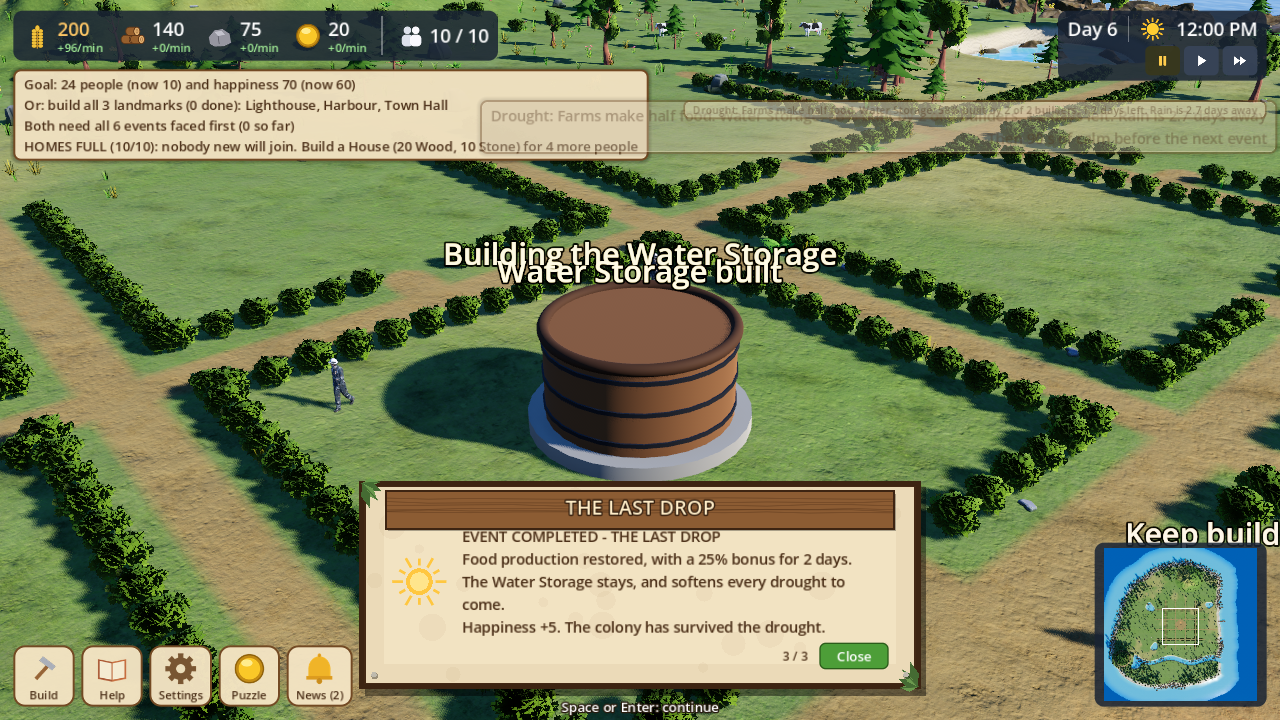 200
+96/min
140
+0/min
75
+0/min
20
+0/min
10 / 10
Day 6
12:00 PM
Goal: 24 people (now 10) and happiness 70 (now 60)
Or: build all 3 landmarks (0 done): Lighthouse, Harbour, Town Hall
Both need all 6 events faced first (0 so far)
HOMES FULL (10/10): nobody new will join. Build a House (20 Wood, 10 Stone) for 4 more people
Drought: Farms make half food. Water Storage
calm before the next event
Building the Water Storage
Water Storage built
Keep build
THE LAST DROP
EVENT COMPLETED - THE LAST DROP
Food production restored, with a 25% bonus for 2 days.
The Water Storage stays, and softens every drought to
come.
Happiness +5. The colony has survived the drought.
3 / 3
Close
Build
Help
Settings
Puzzle
News (2)
Space or Enter: continue